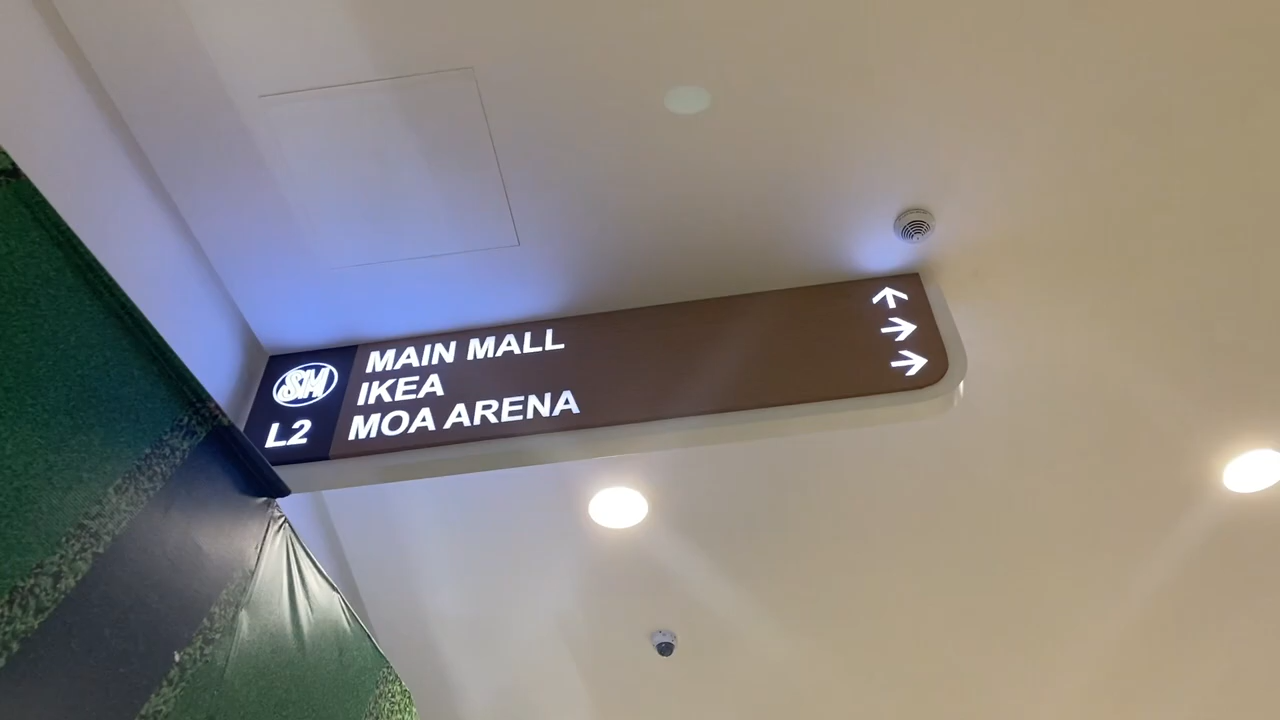 SM
L2
MAIN MALL ←
IKEA →
MOA ARENA →